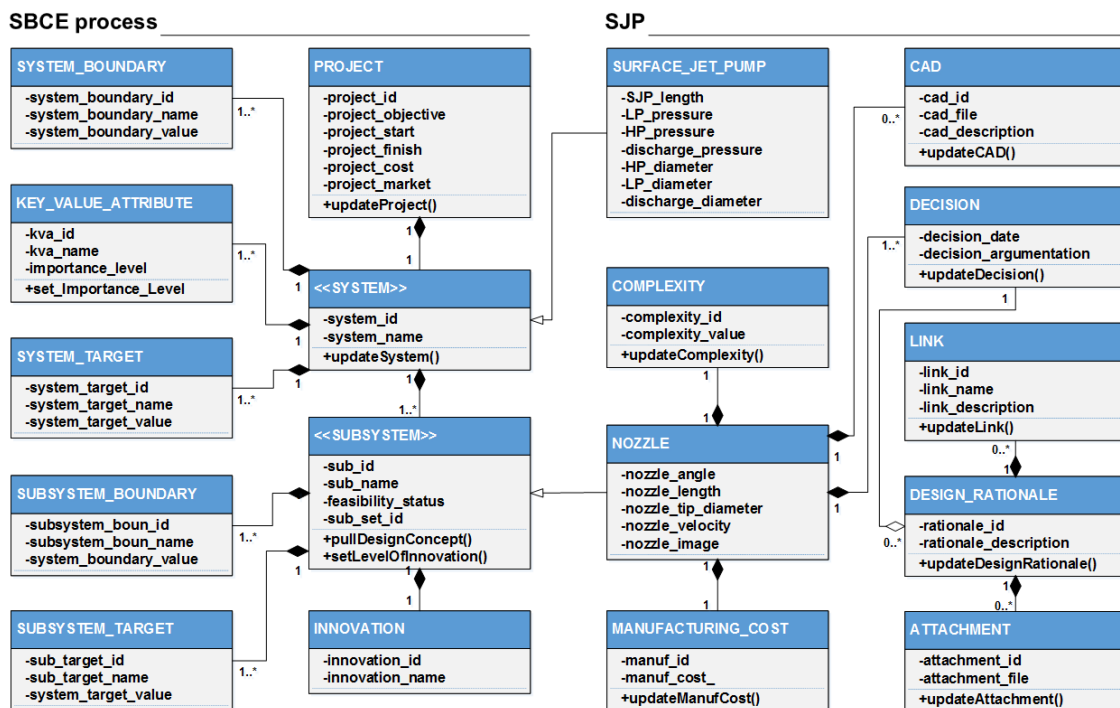 SBCE process
SJP
SYSTEM_BOUNDARY
-system_boundary_id
-system_boundary_name
-system_boundary_value
1..*
KEY_VALUE_ATTRIBUTE
-kva_id
-kva_name
-importance_level
+set_Importance_Level
1..*
SYSTEM_TARGET
-system_target_id
-system_target_name
-system_target_value
1..*
SUBSYSTEM_BOUNDARY
-subsystem_boun_id
-subsystem_boun_name
-system_boundary_value
1..*
SUBSYSTEM_TARGET
-sub_target_id
-sub_target_name
-system_target_value
1..*
PROJECT
-project_id
-project_objective
-project_start
-project_finish
-project_cost
-project_market
+updateProject()
1
1
1
<<SYSTEM>>
-system_id
-system_name
+updateSystem()
1
1
1
1..*
<<SUBSYSTEM>>
-sub_id
-sub_name
-feasibility_status
-sub_set_id
+pullDesignConcept()
+setLevelOfInnovation()
1
1
1
1
INNOVATION
-innovation_id
-innovation_name
SURFACE_JET_PUMP
-SJP_length
-LP_pressure
-HP_pressure
-discharge_pressure
-HP_diameter
-LP_diameter
-discharge_diameter
COMPLEXITY
-complexity_id
-complexity_value
+updateComplexity()
1
1
NOZZLE
-nozzle_angle
-nozzle_length
-nozzle_tip_diameter
-nozzle_velocity
-nozzle_image
1
1
1
1
MANUFACTURING_COST
-manuf_id
-manuf_cost_
+updateManufCost()
CAD
-cad_id
-cad_file
-cad_description
+updateCAD()
0..*
DECISION
-decision_date
-decision_argumentation
+updateDecision()
1..*
1
LINK
-link_id
-link_name
-link_description
+updateLink()
0..*
1
DESIGN_RATIONALE
-rationale_id
-rationale_description
+updateDesignRationale()
0..*
1
0..*
ATTACHMENT
-attachment_id
-attachment_file
+updateAttachment()